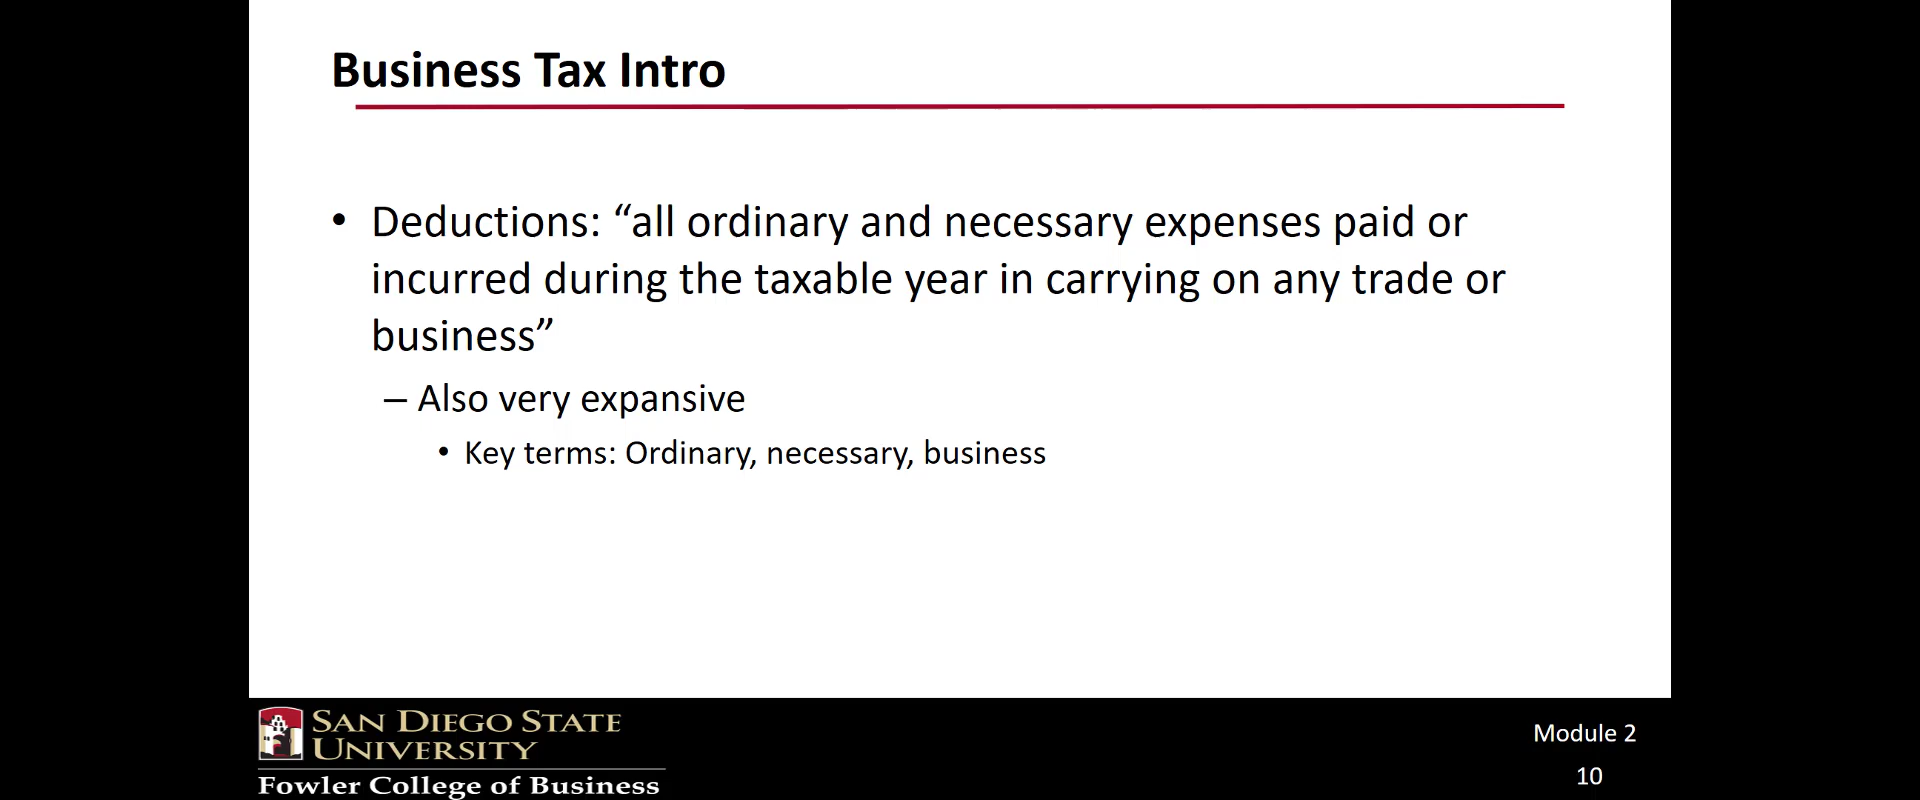 Business Tax Intro
• Deductions: “all ordinary and necessary expenses paid or
incurred during the taxable year in carrying on any trade or
business”
– Also very expansive
• Key terms: Ordinary, necessary, business
SAN DIEGO STATE
UNIVERSITY
Fowler College of Business
Module 2
10